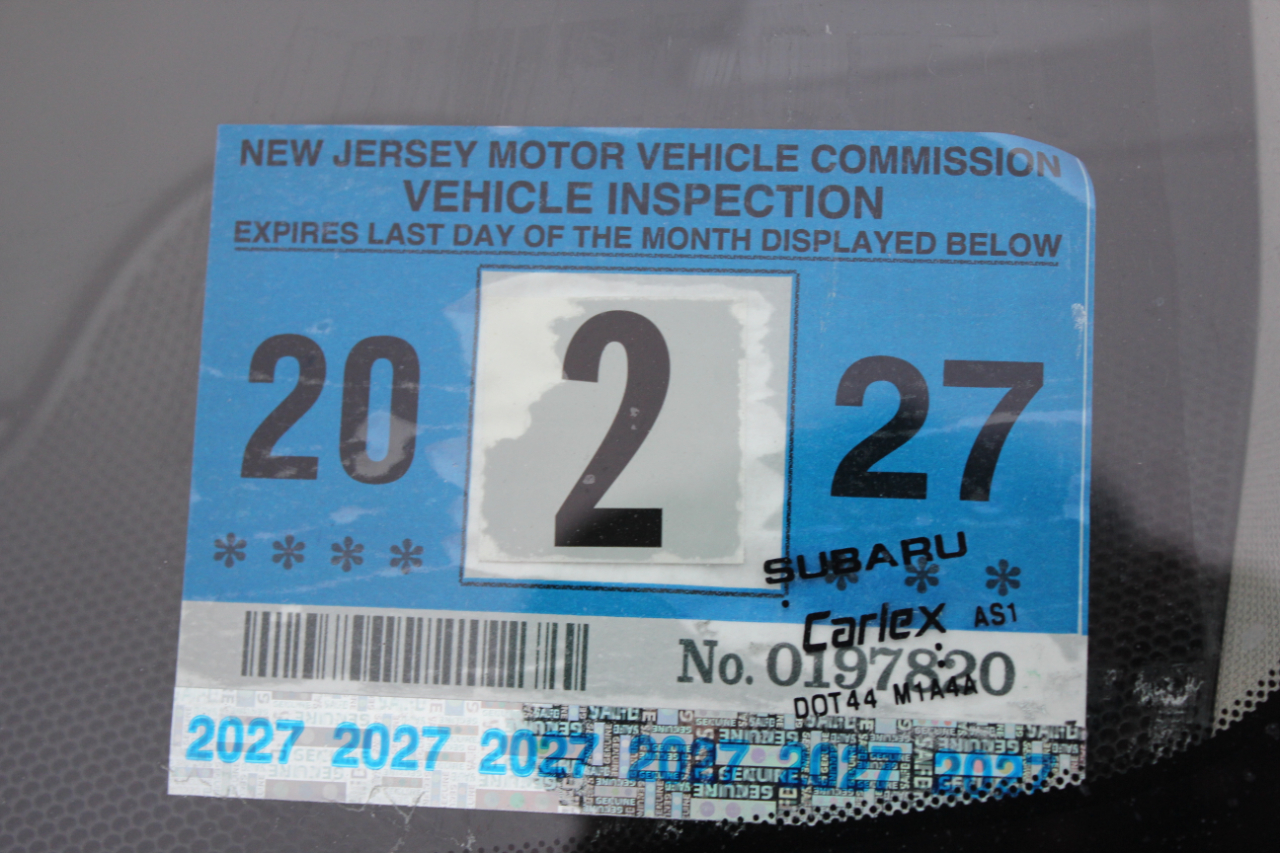 NEW JERSEY MOTOR VEHICLE COMMISSION
VEHICLE INSPECTION
EXPIRES LAST DAY OF THE MONTH DISPLAYED BELOW
20 2 27
**** ***
SUBARU
Carlex AS1
No. 0197820
DOT44 M1A4A
2027 2027 2027 2027 2027 2027